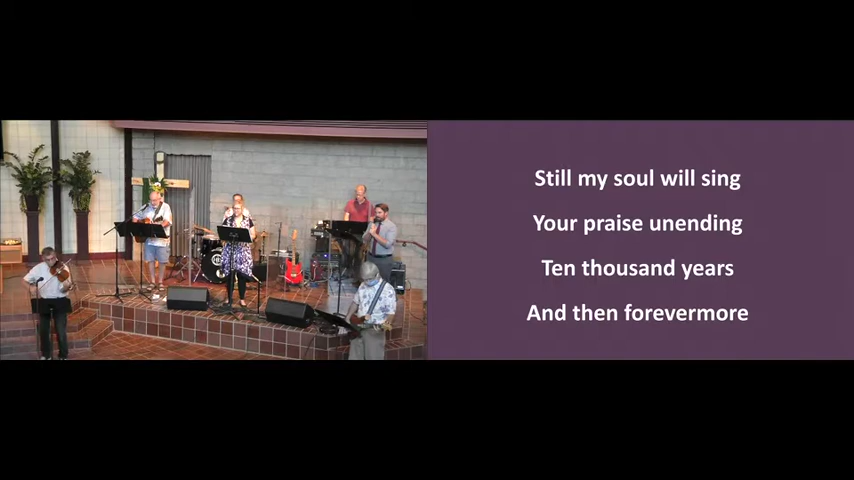 Still my soul will sing
Your praise unending
Ten thousand years
And then forevermore